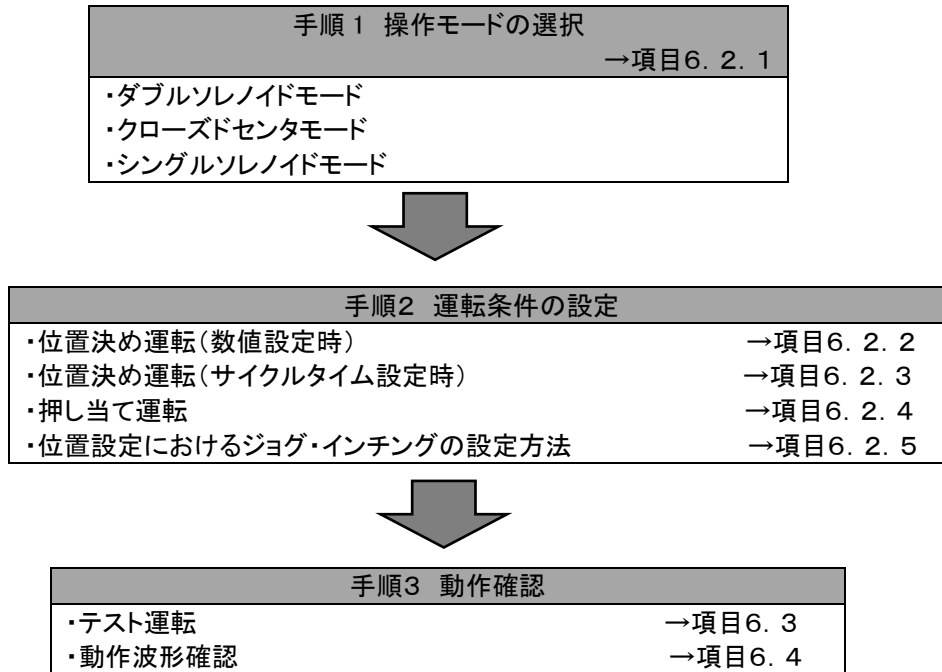 手順1 操作モードの選択
→項目6.2.1
・ダブルソレノイドモード
・クローズドセンタモード
・シングルソレノイドモード
手順2 運転条件の設定
・位置決め運転(数値設定時) →項目6.2.2
・位置決め運転(サイクルタイム設定時) →項目6.2.3
・押し当て運転 →項目6.2.4
・位置設定におけるジョグ・インチングの設定方法 →項目6.2.5
手順3 動作確認
・テスト運転 →項目6.3
・動作波形確認 →項目6.4